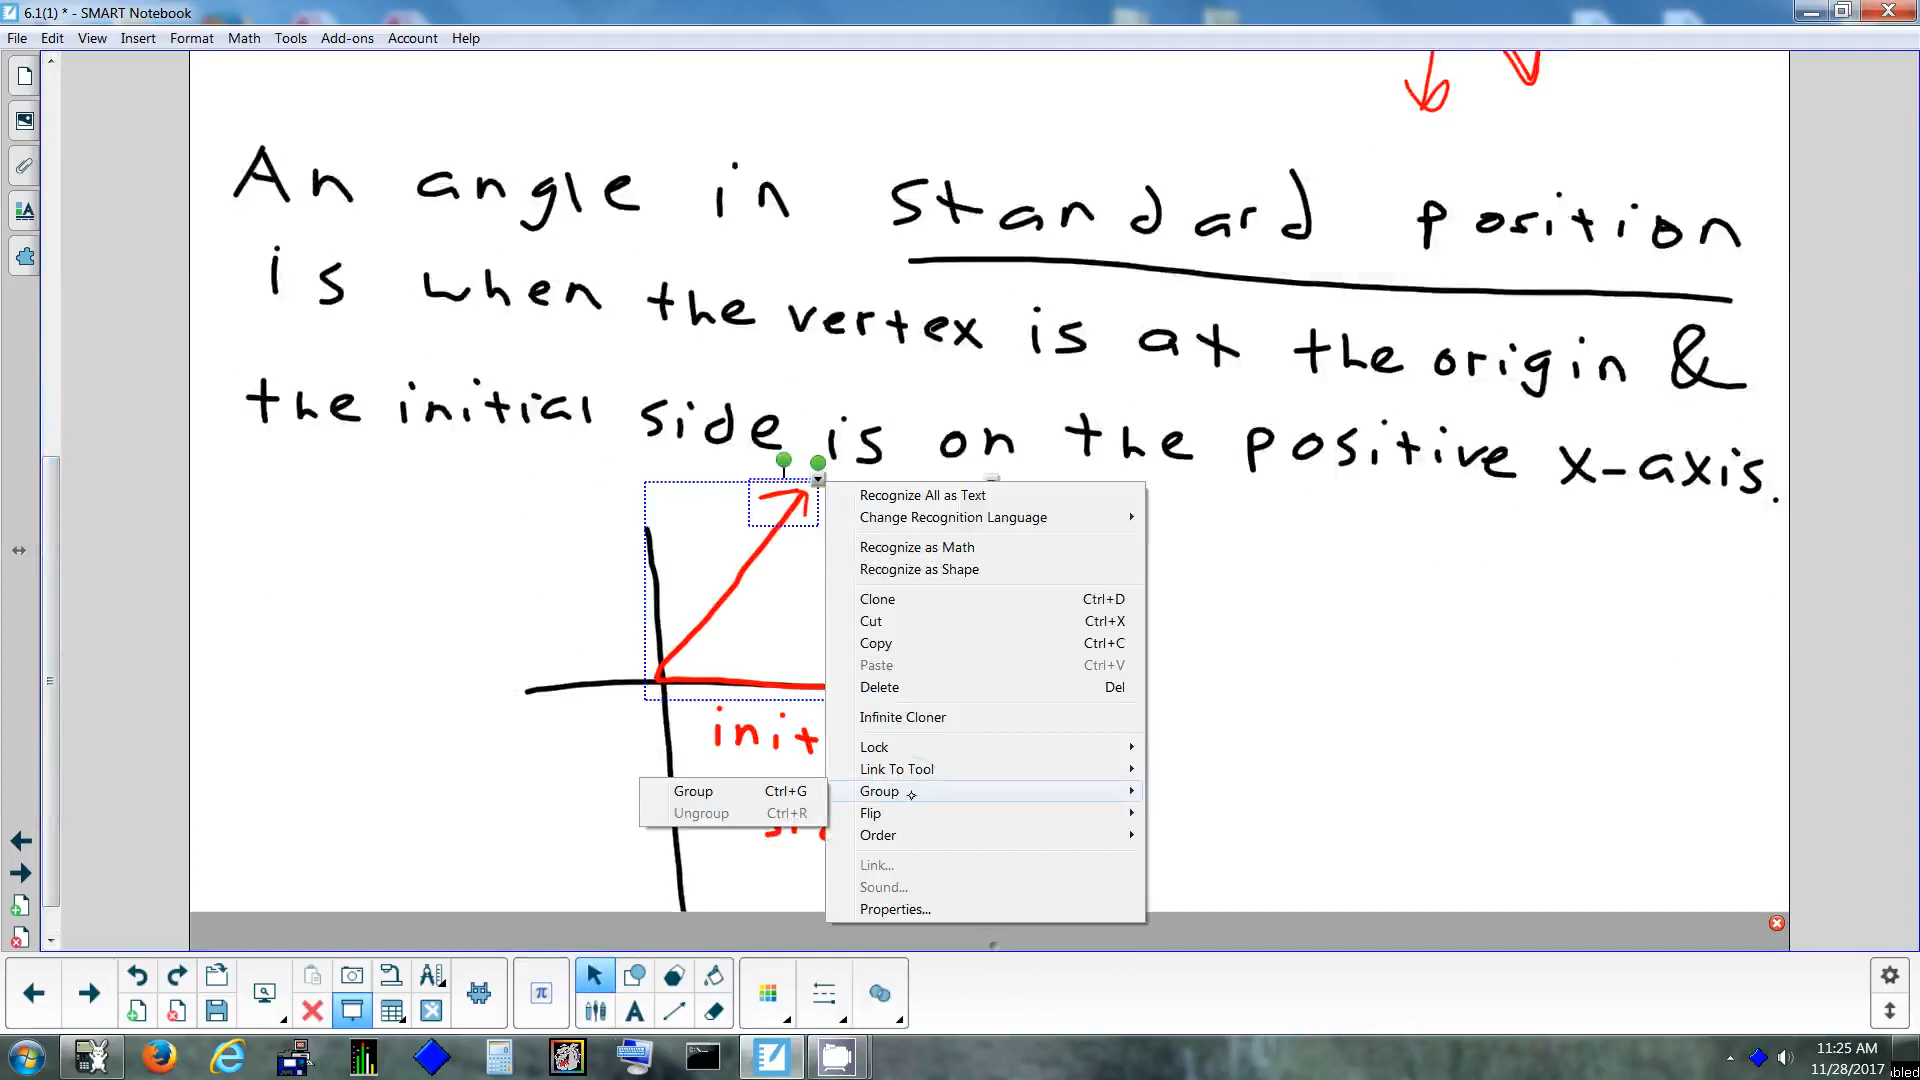 6.1(1) * - SMART Notebook
File Edit View Insert Format Math Tools Add-ons Account Help
An angle in standard position
is when the vertex is at the origin &
the initial side is on the positive x-axis.
Recognize All as Text
Change Recognition Language
Recognize as Math
Recognize as Shape
Clone Ctrl+D
Cut Ctrl+X
Copy Ctrl+C
Paste Ctrl+V
Delete Del
Infinite Cloner
Lock
Link To Tool
Group
Flip
Order
Link...
Sound...
Properties...
Group Ctrl+G
Ungroup Ctrl+R
init
π
A
11:25 AM
11/28/2017